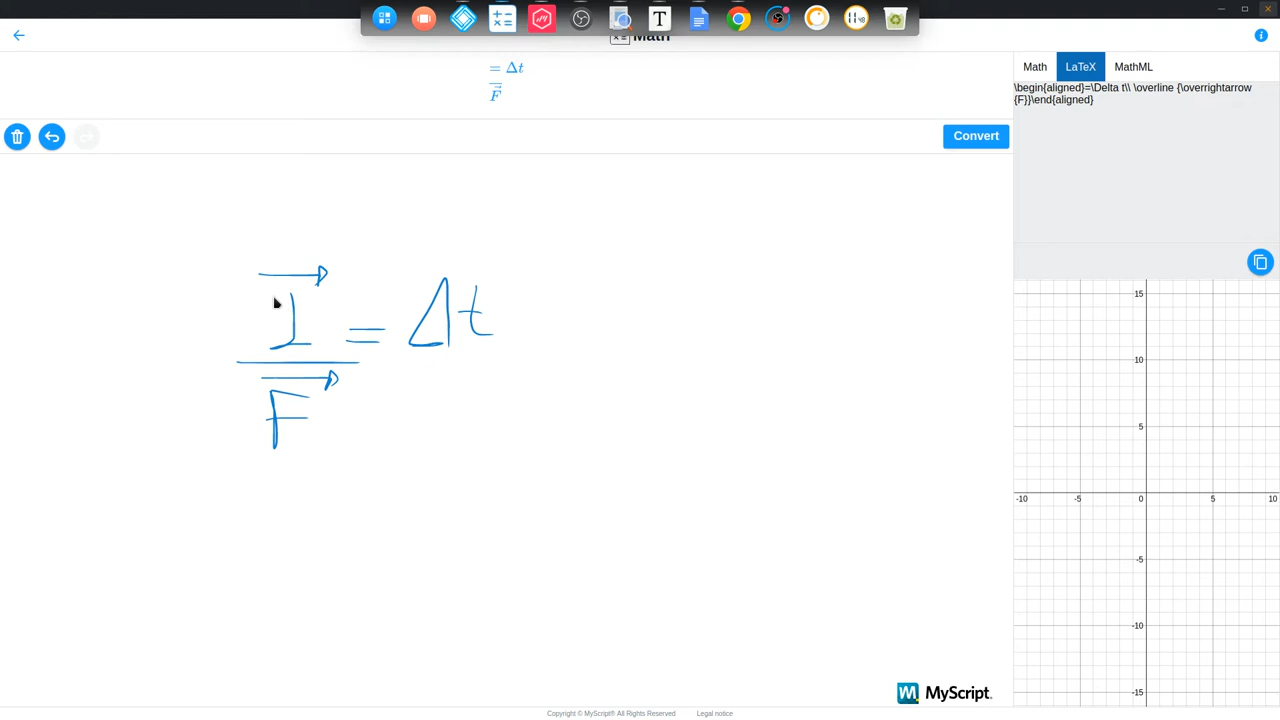 Math
= Δt
F⃗
Math LaTeX MathML
\begin{aligned}=\Delta t\\ \overline {\overrightarrow
{F}}\end{aligned}
Convert
I⃗
= Δt
F⃗
15
10
5
-10 -5 0 5 10
-5
-10
-15
MyScript.
Copyright © MyScript® All Rights Reserved Legal notice